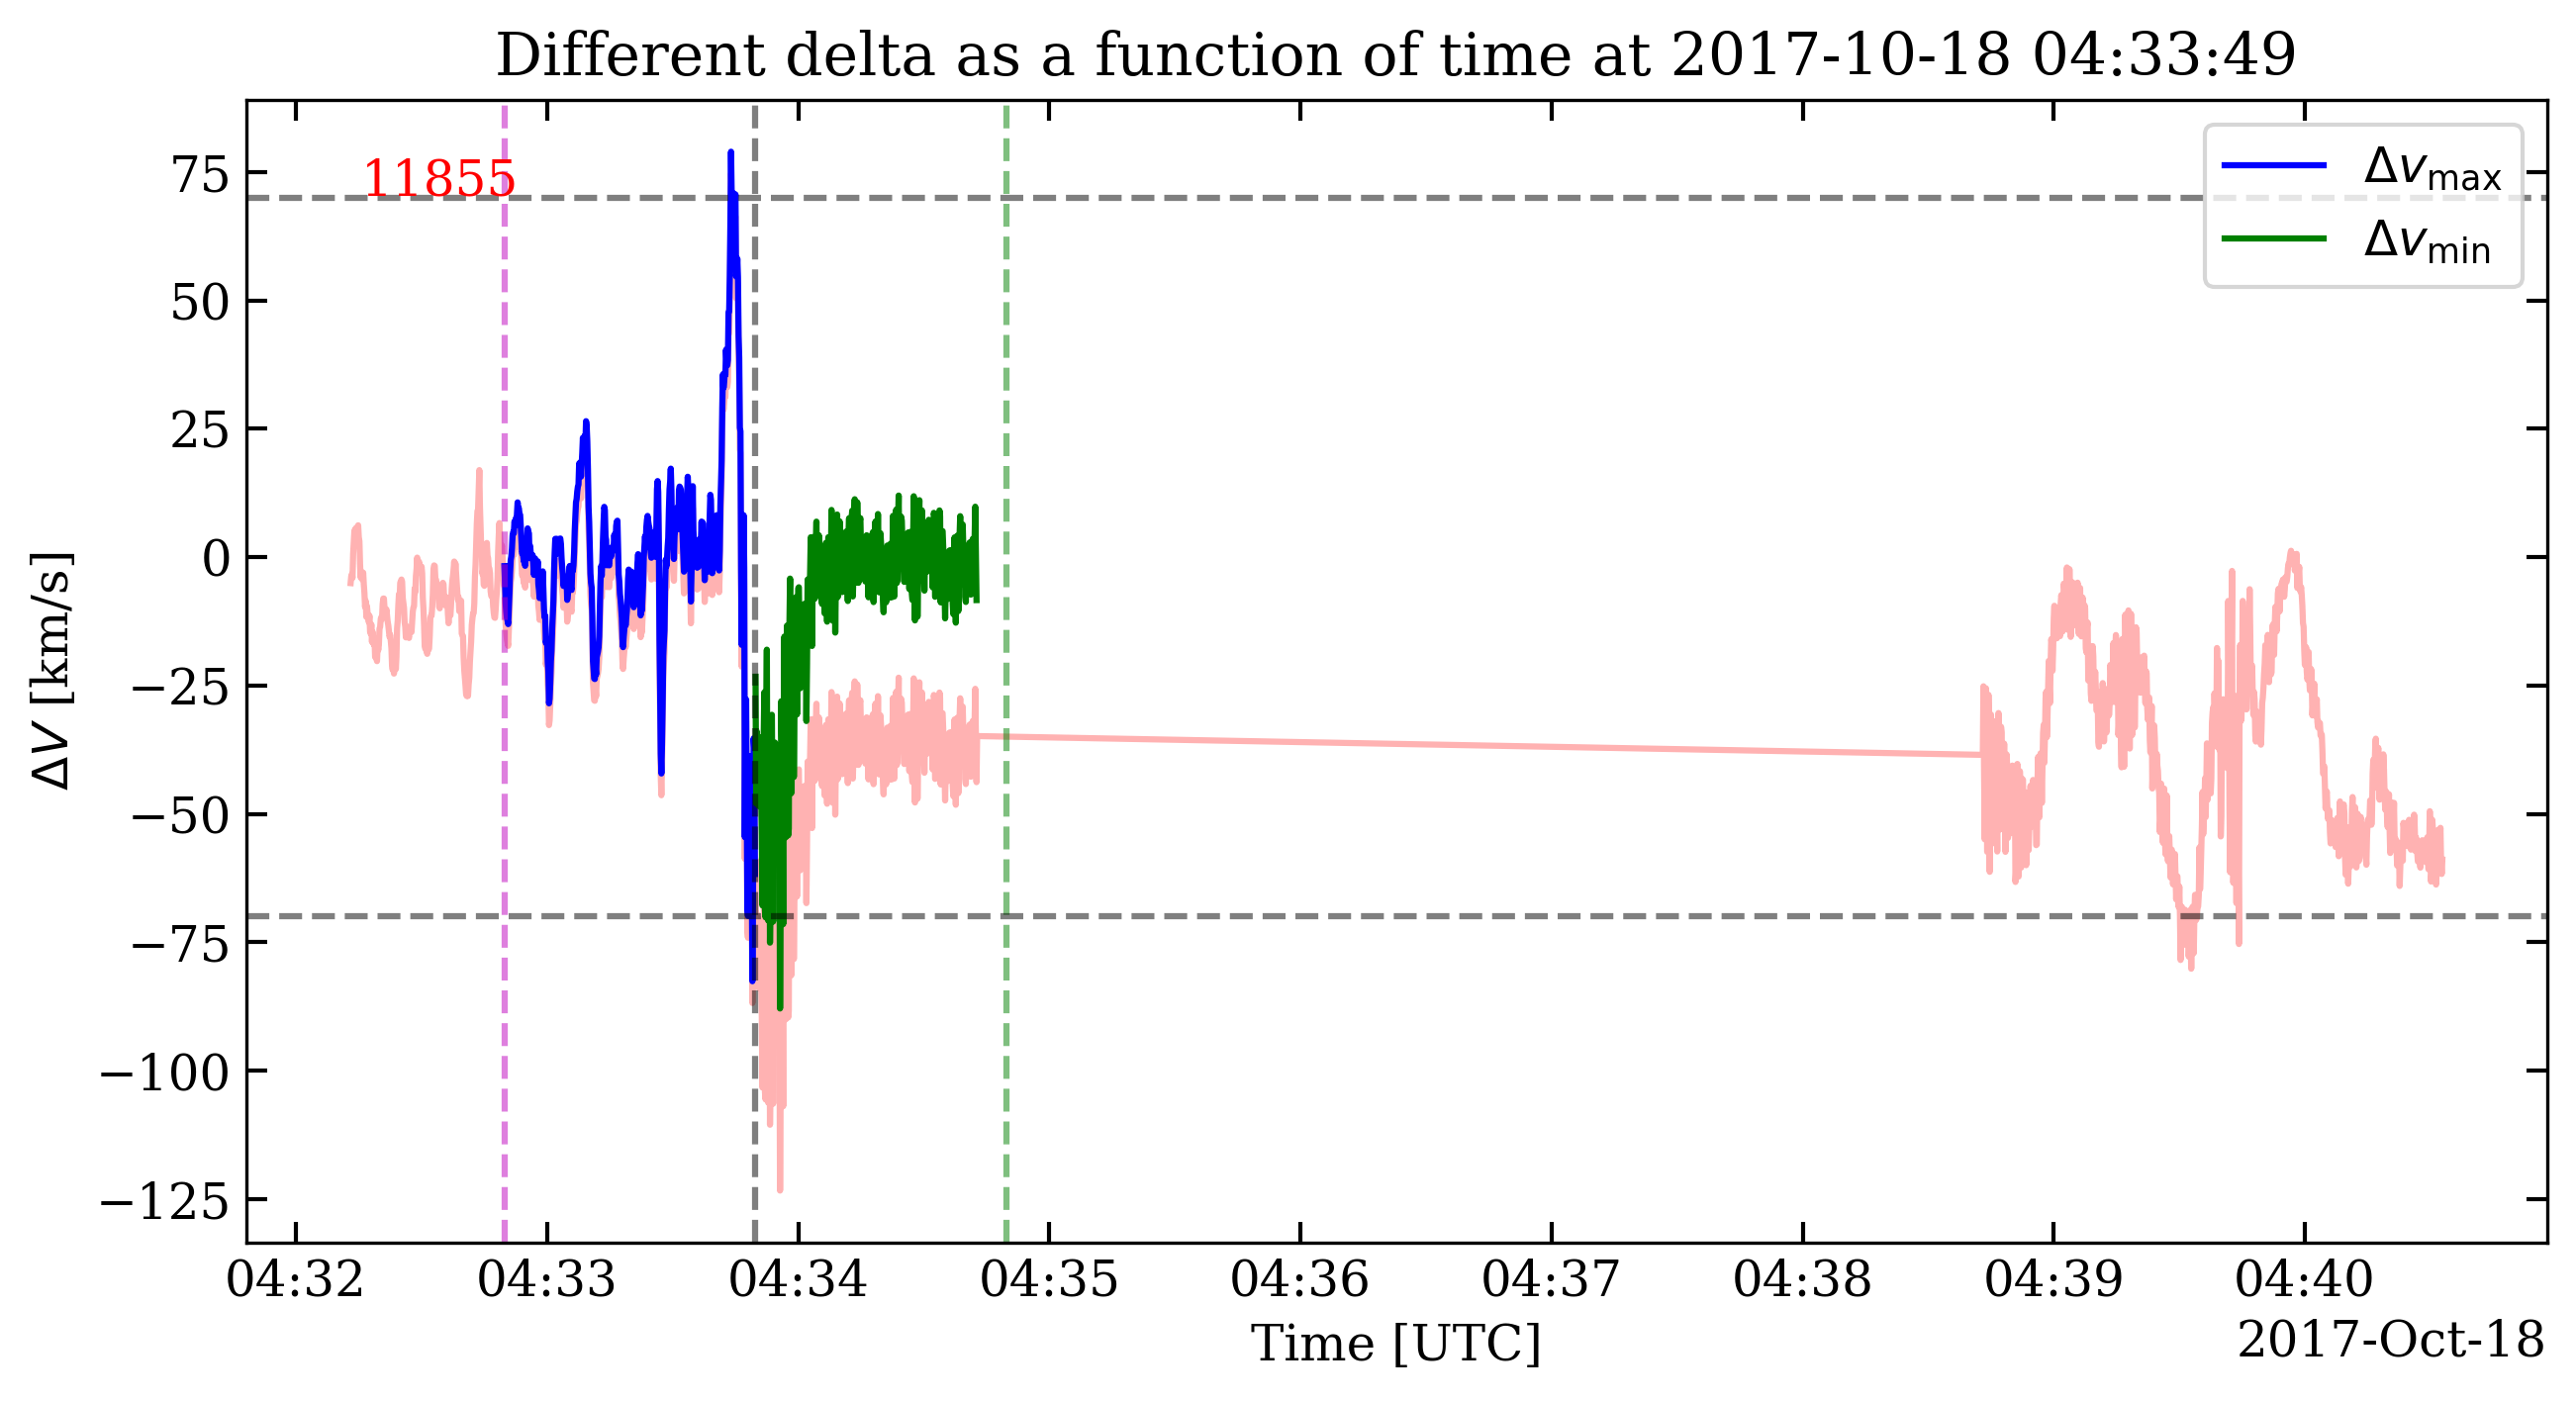 Different delta as a function of time at 2017-10-18 04:33:49
11855
Δv_max
Δv_min
75
50
25
0
−25
−50
−75
−100
−125
ΔV [km/s]
04:32 04:33 04:34 04:35 04:36 04:37 04:38 04:39 04:40
Time [UTC]
2017-Oct-18